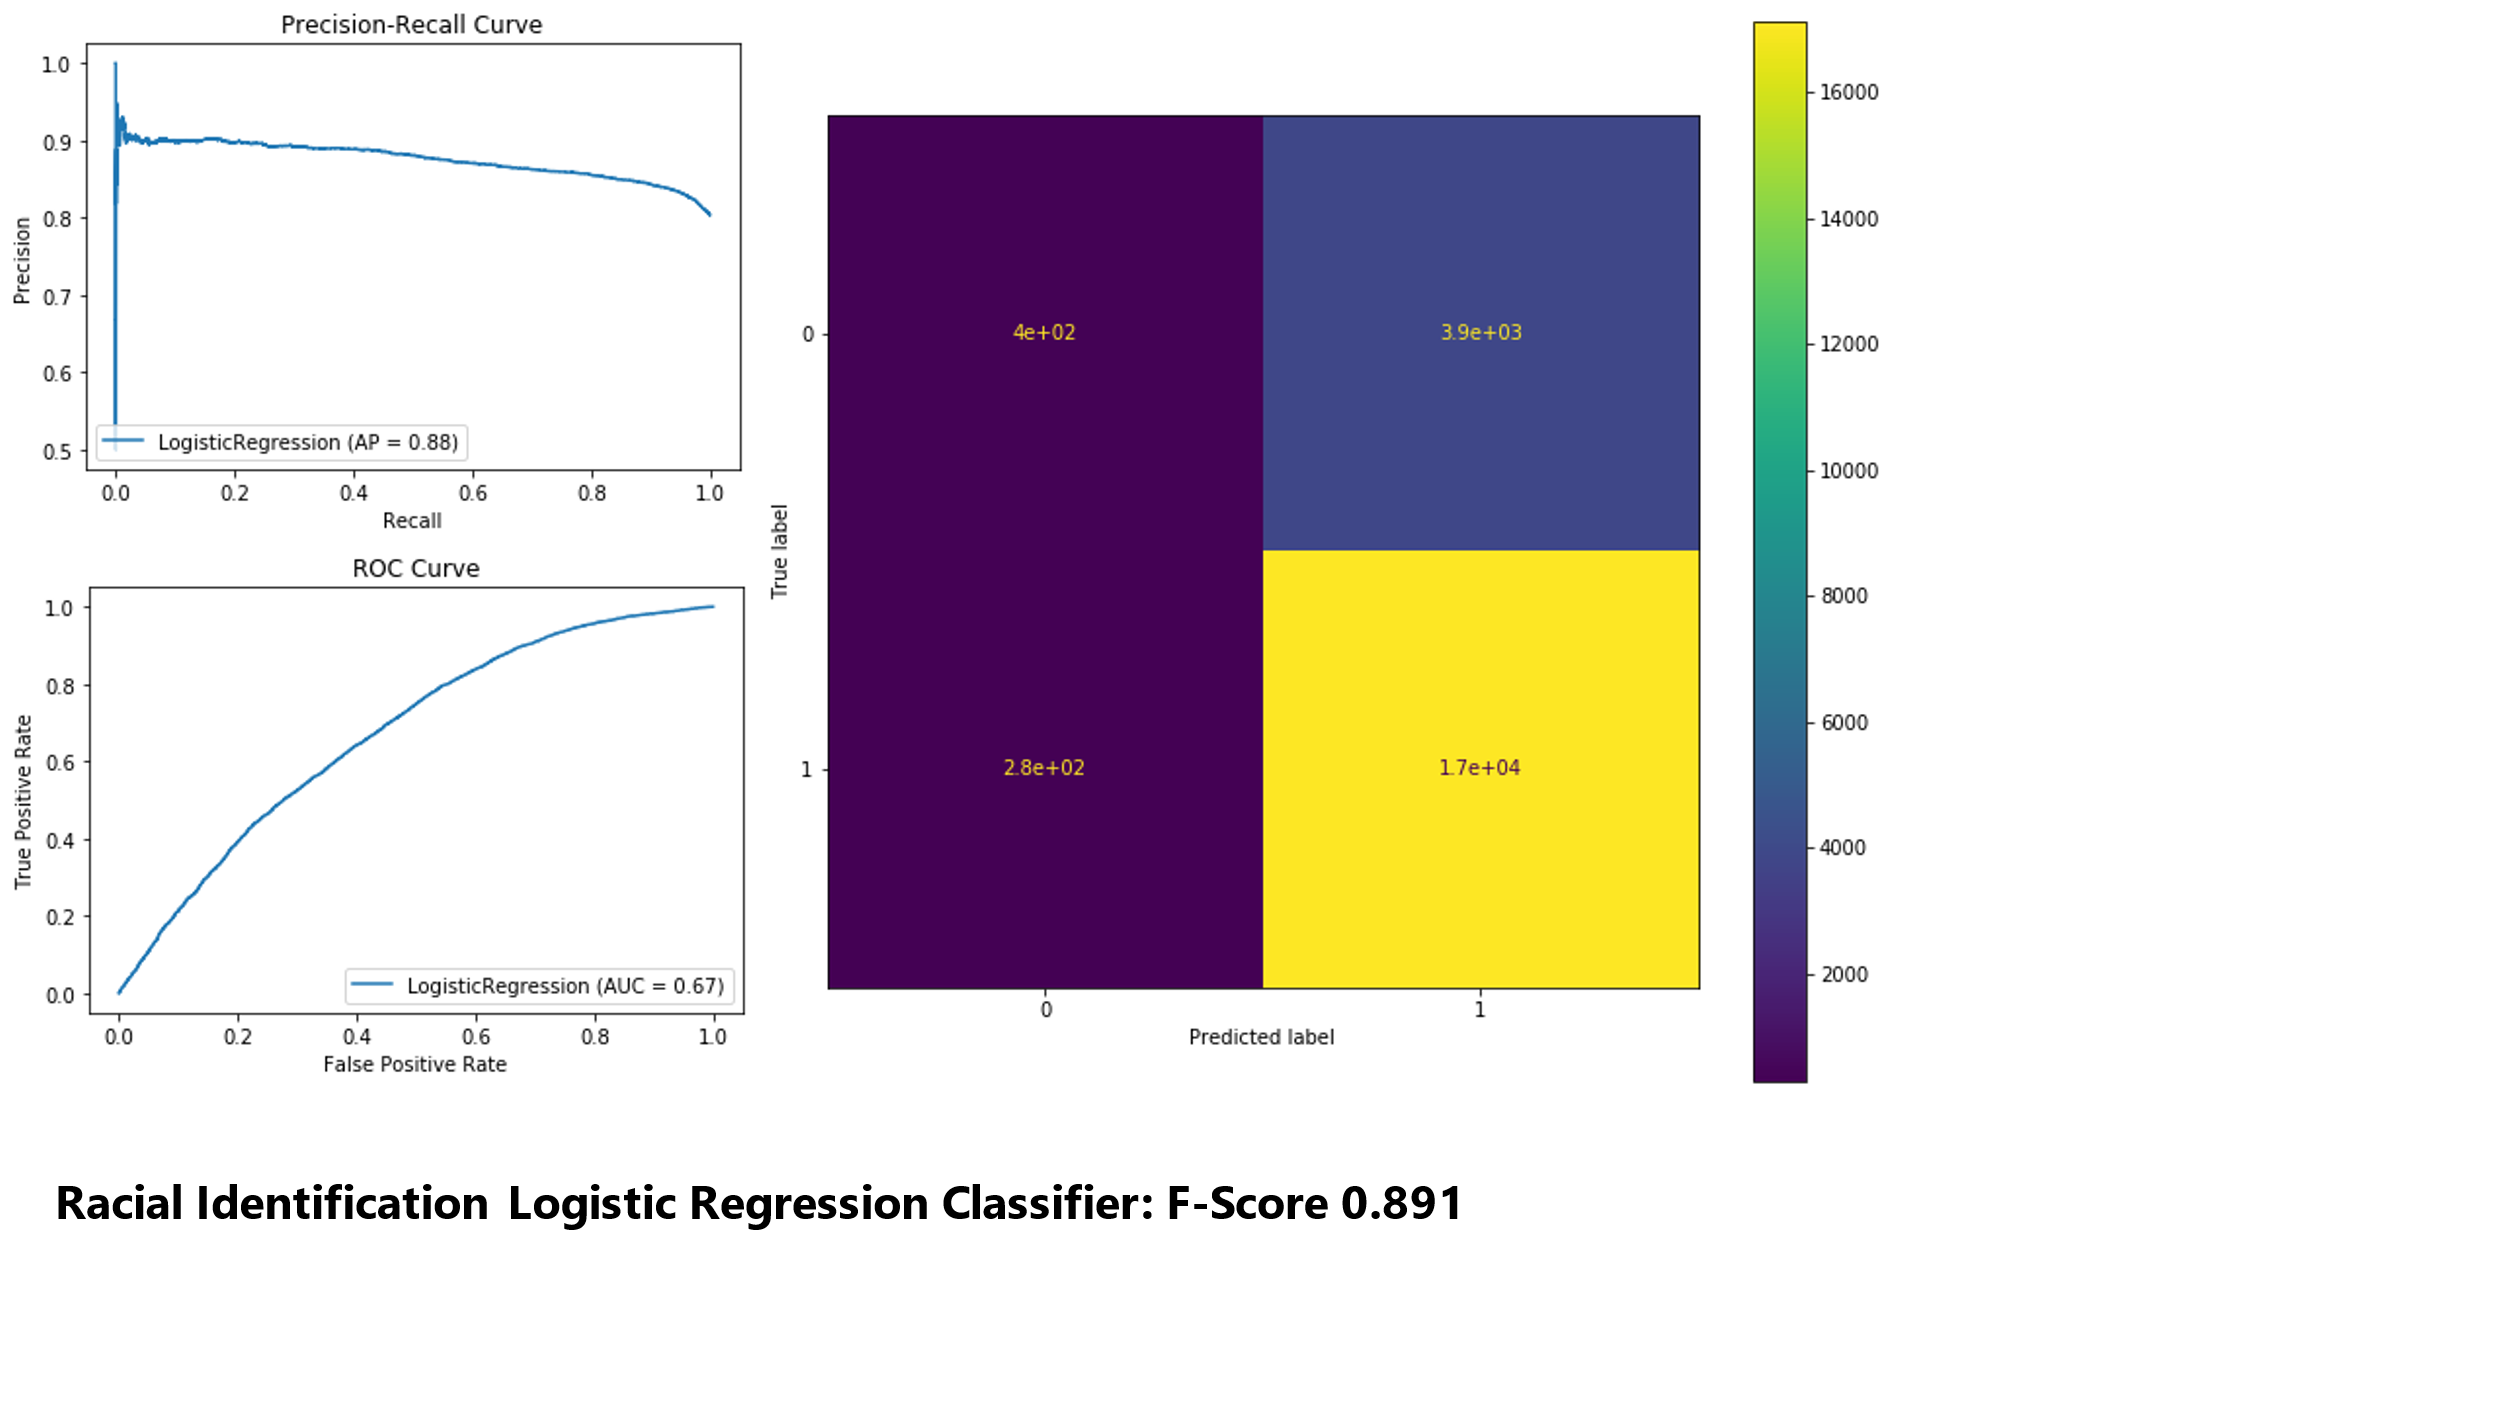 Precision-Recall Curve
1.0
0.9
0.8
0.7
0.6
0.5
Precision
LogisticRegression (AP = 0.88)
0.0 0.2 0.4 0.6 0.8 1.0
Recall
ROC Curve
1.0
0.8
0.6
0.4
0.2
0.0
True Positive Rate
LogisticRegression (AUC = 0.67)
0.0 0.2 0.4 0.6 0.8 1.0
False Positive Rate
True label
0
1
4e+02 3.9e+03
2.8e+02 1.7e+04
0 1
Predicted label
16000
14000
12000
10000
8000
6000
4000
2000
Racial Identification Logistic Regression Classifier: F-Score 0.891